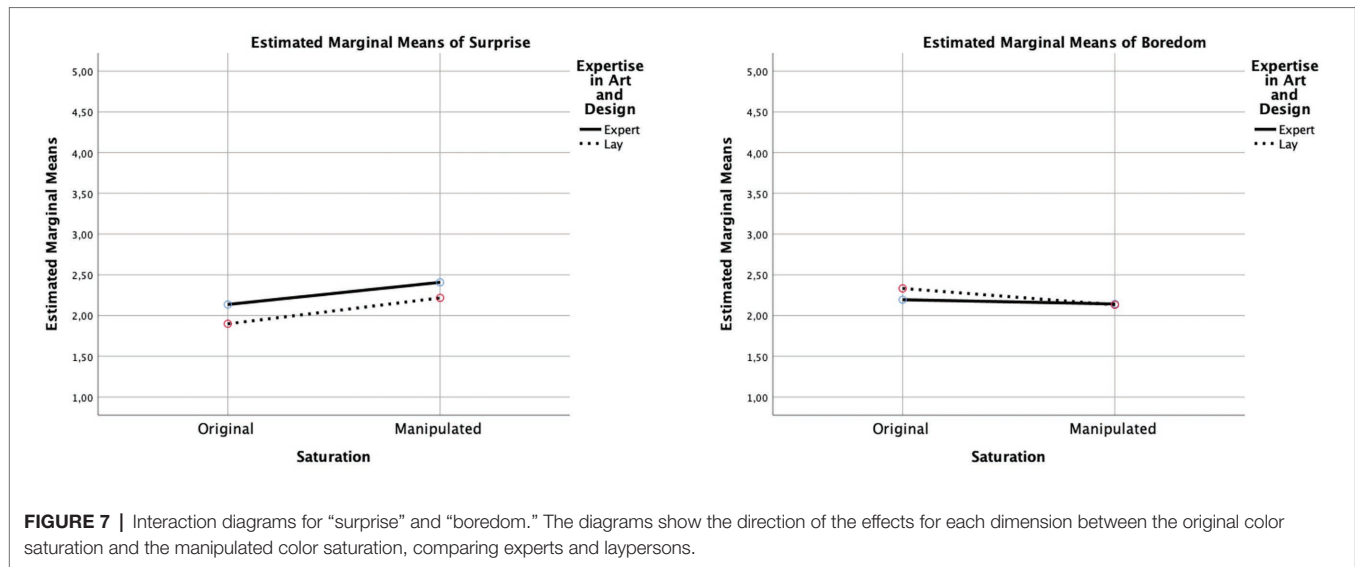 Estimated Marginal Means of Surprise
Expertise
in Art
and
Design
Expert
Lay
Estimated Marginal Means
5,00
4,50
4,00
3,50
3,00
2,50
2,00
1,50
1,00
Original
Manipulated
Saturation
Estimated Marginal Means of Boredom
Expertise
in Art
and
Design
Expert
Lay
Estimated Marginal Means
5,00
4,50
4,00
3,50
3,00
2,50
2,00
1,50
1,00
Original
Manipulated
Saturation
FIGURE 7 | Interaction diagrams for “surprise” and “boredom.” The diagrams show the direction of the effects for each dimension between the original color
saturation and the manipulated color saturation, comparing experts and laypersons.